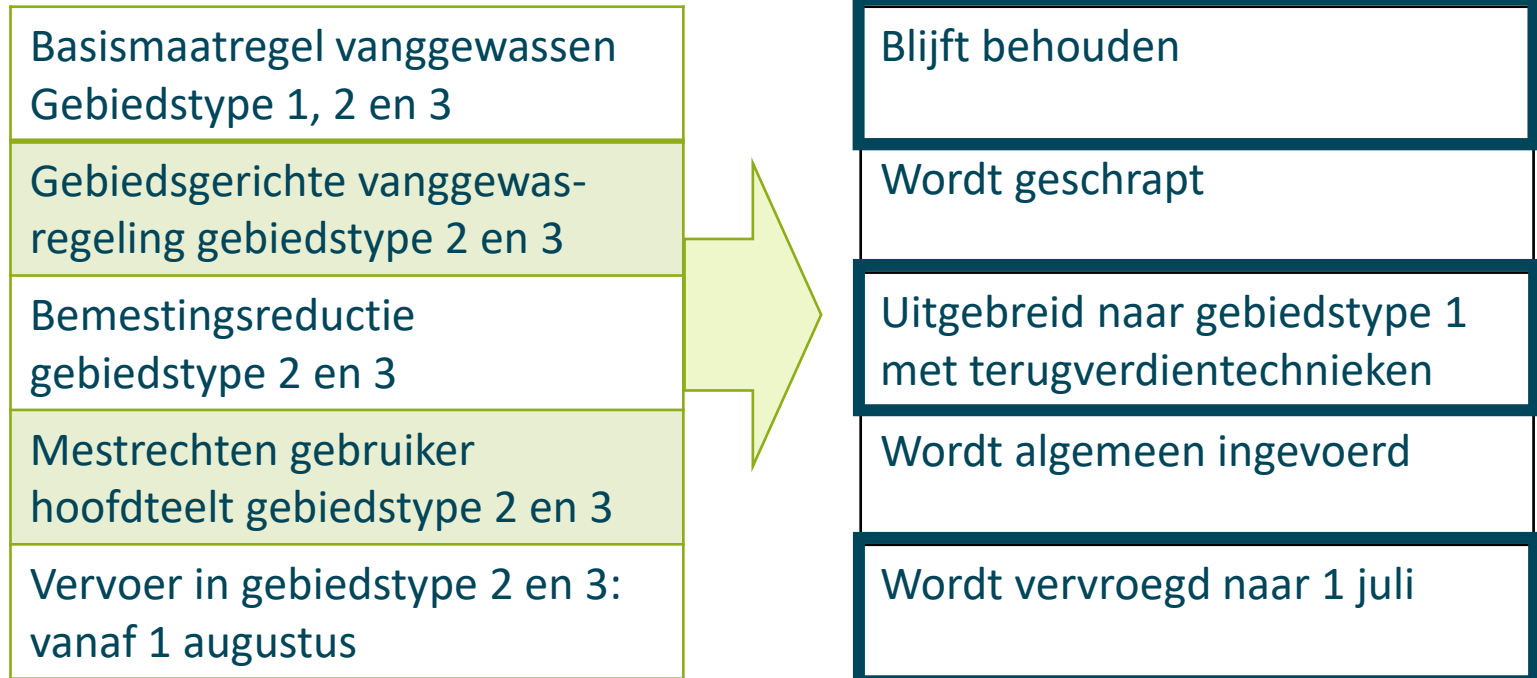 Basismaatregel vanggewassen
Gebiedstype 1, 2 en 3
Blijft behouden
Gebiedsgerichte vanggewas-
regeling gebiedstype 2 en 3
Wordt geschrapt
Bemestingsreductie
gebiedstype 2 en 3
Uitgebreid naar gebiedstype 1
met terugverdientechnieken
Mestrechten gebruiker
hoofdteelt gebiedstype 2 en 3
Wordt algemeen ingevoerd
Vervoer in gebiedstype 2 en 3:
vanaf 1 augustus
Wordt vervroegd naar 1 juli